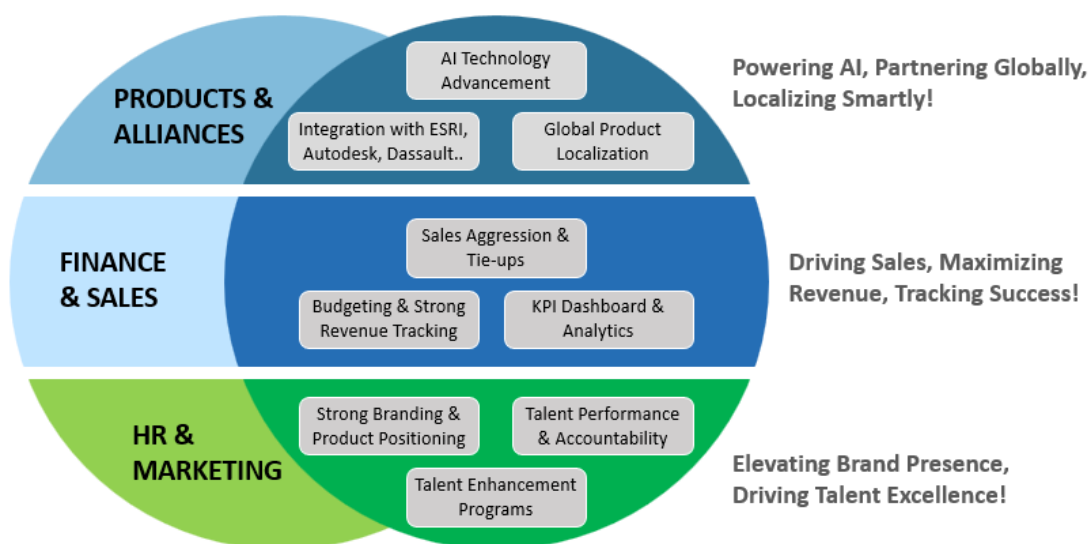 PRODUCTS &
ALLIANCES
AI Technology
Advancement
Integration with ESRI,
Autodesk, Dassault..
Global Product
Localization
Powering AI, Partnering Globally,
Localizing Smartly!
FINANCE
& SALES
Sales Aggression &
Tie-ups
Budgeting & Strong
Revenue Tracking
KPI Dashboard &
Analytics
Driving Sales, Maximizing
Revenue, Tracking Success!
HR &
MARKETING
Strong Branding &
Product Positioning
Talent Performance
& Accountability
Talent Enhancement
Programs
Elevating Brand Presence,
Driving Talent Excellence!